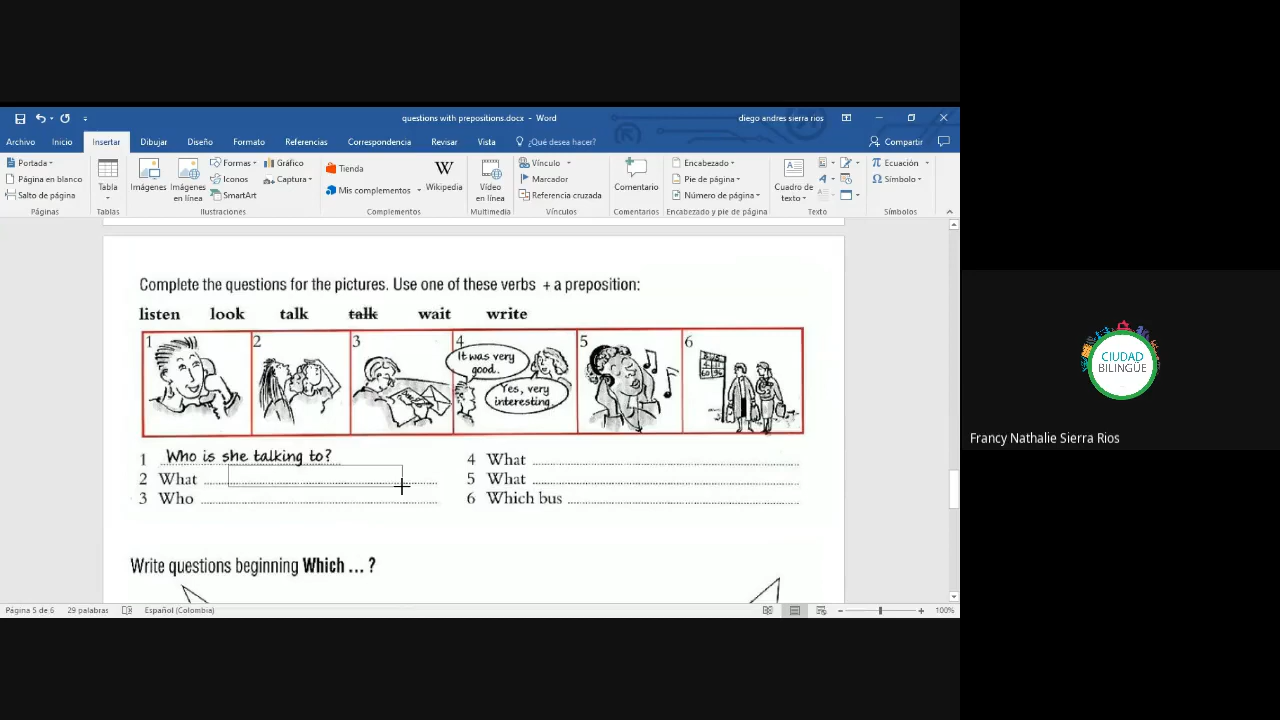 questions with prepositions.docx - Word
diego andres sierra rios
Archivo Inicio Insertar Dibujar Diseño Formato Referencias Correspondencia Revisar Vista ¿Qué desea hacer? Compartir
Portada
Página en blanco
Salto de página
Páginas
Tabla
Tablas
Imágenes
Imágenes en línea
Formas
Iconos
SmartArt
Gráfico
Captura
Ilustraciones
Tienda
Mis complementos
Wikipedia
Complementos
Vídeo en línea
Multimedia
Vínculo
Marcador
Referencia cruzada
Vínculos
Comentario
Comentarios
Encabezado
Pie de página
Número de página
Encabezado y pie de página
Cuadro de texto
Texto
Ecuación
Símbolo
Símbolos
Complete the questions for the pictures. Use one of these verbs + a preposition:
listen look talk talk wait write
1 2 3 4 5 6
It was very good.
Yes, very interesting.
1 Who is she talking to?
2 What
3 Who
4 What
5 What
6 Which bus
Write questions beginning Which ... ?
Página 5 de 6 29 palabras Español (Colombia) 100%
CIUDAD
BILINGÜE
Francy Nathalie Sierra Rios